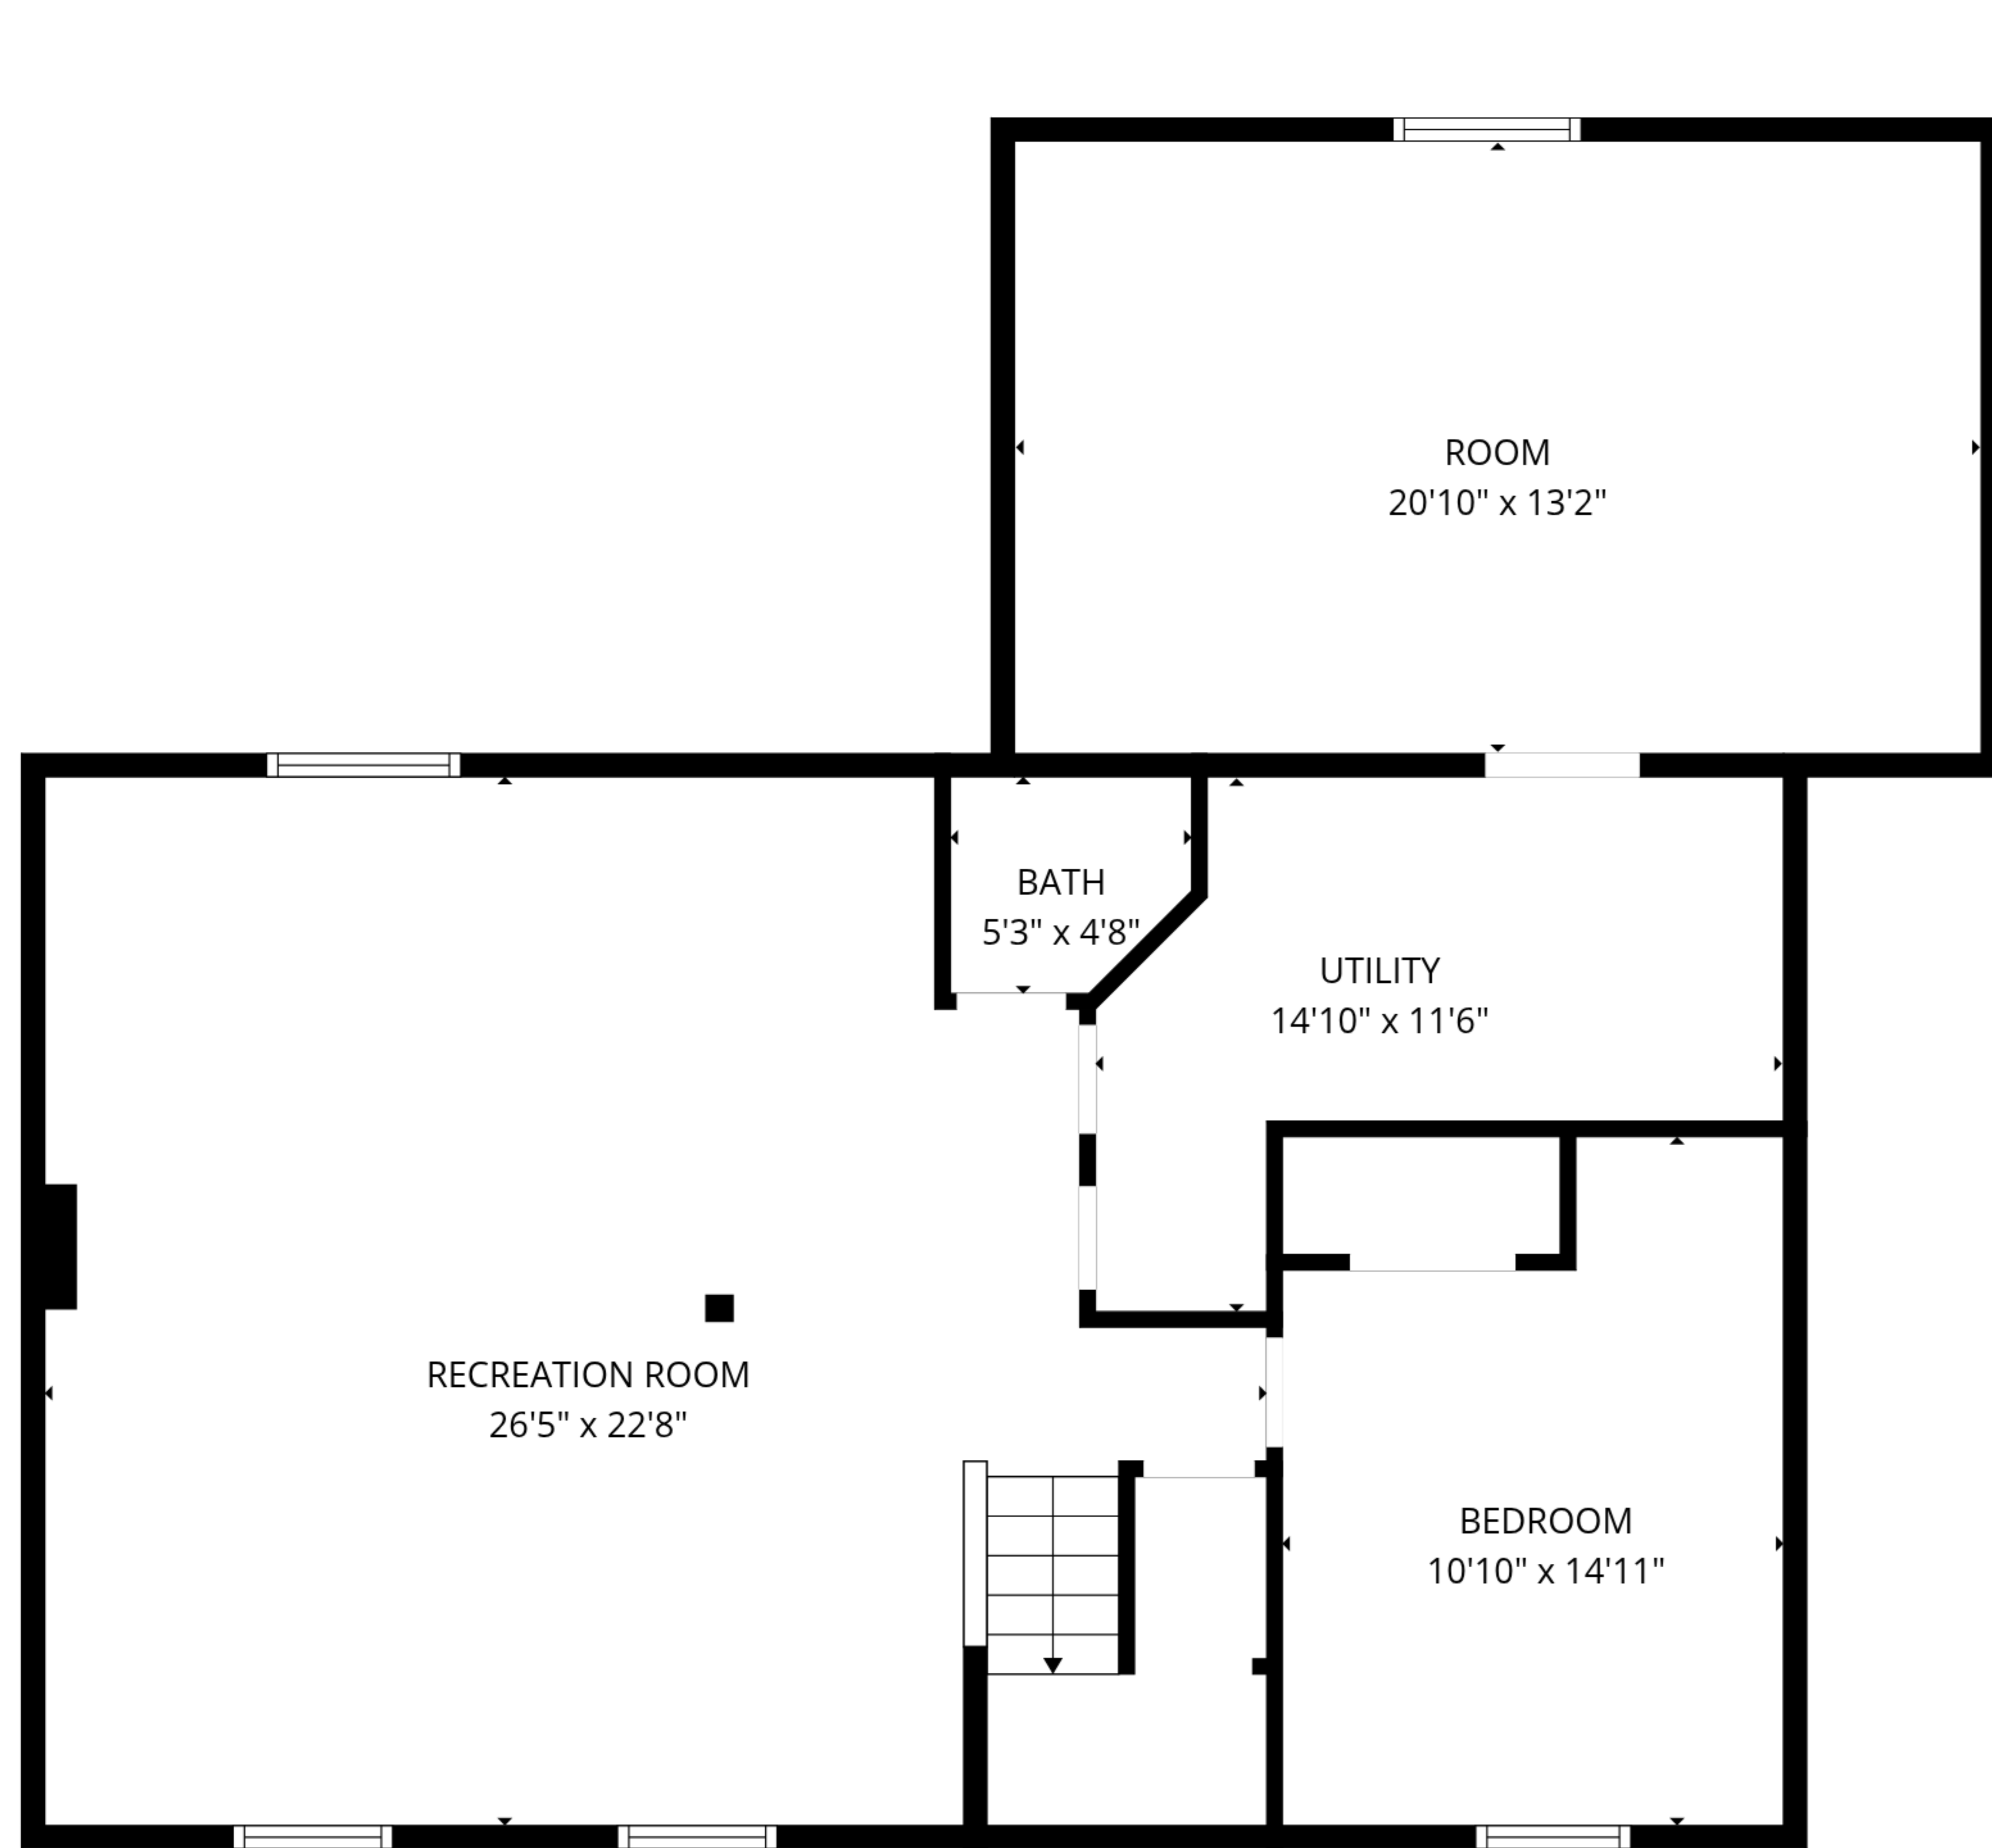 ROOM
20'10" x 13'2"
BATH
5'3" x 4'8"
UTILITY
14'10" x 11'6"
RECREATION ROOM
26'5" x 22'8"
BEDROOM
10'10" x 14'11"